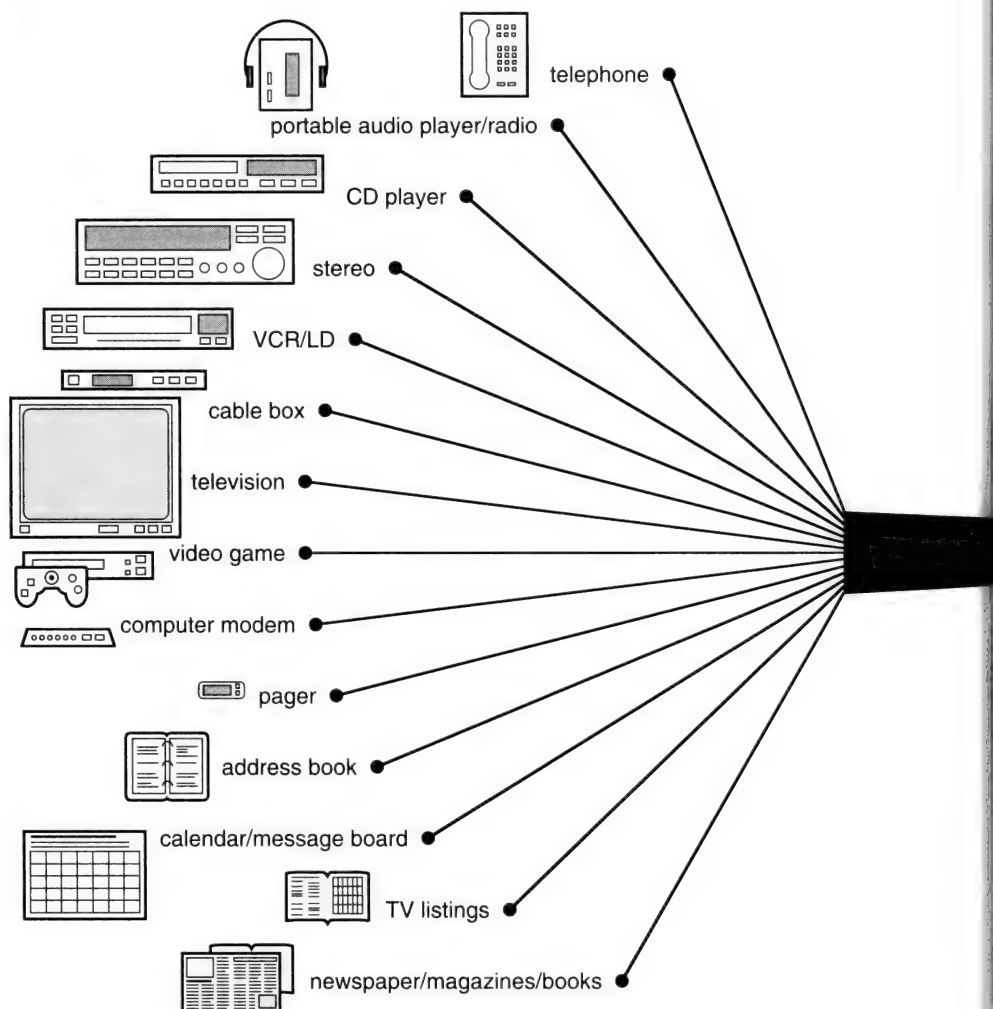 telephone
portable audio player/radio
CD player
stereo
VCR/LD
cable box
television
video game
computer modem
pager
address book
calendar/message board
TV listings
newspaper/magazines/books